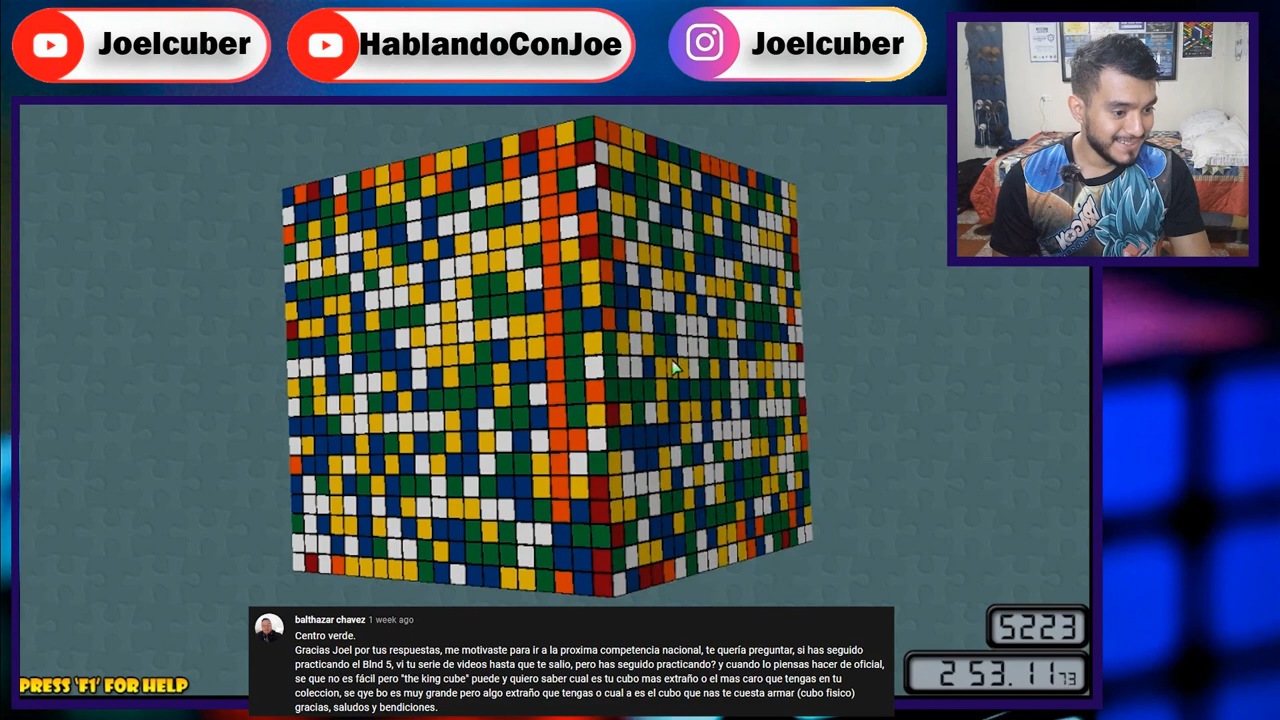 Joelcuber
HablandoConJoe
Joelcuber
balthazar chavez 1 week ago
Centro verde.
Gracias Joel por tus respuestas, me motivaste para ir a la proxima competencia nacional, te quería preguntar, si has seguido
practicando el Blnd 5, vi tu serie de videos hasta que te salio, pero has seguido practicando? y cuando lo piensas hacer de oficial,
se que no es fácil pero "the king cube" puede y quiero saber cual es tu cubo mas extraño o el mas caro que tengas en tu
coleccion, se qye bo es muy grande pero algo extraño que tengas o cual a es el cubo que nas te cuesta armar (cubo fisico)
gracias, saludos y bendiciones.
5223
2 53.11 73
PRESS 'F1' FOR HELP